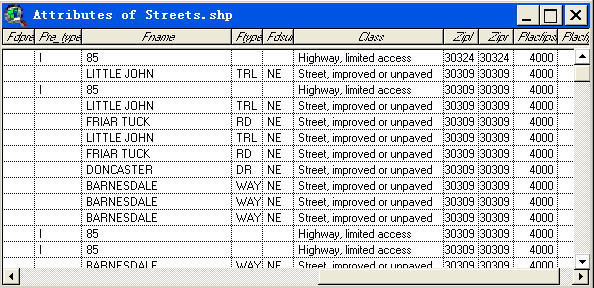 Attributes of Streets.shp
Fdpre Pre_type Fname Ftype Fdsuf Class Zipl Zipr Placfips Placfip
I 85 Highway, limited access 30324 30324 4000
LITTLE JOHN TRL NE Street, improved or unpaved 30309 30309 4000
I 85 Highway, limited access 30309 30309 4000
LITTLE JOHN TRL NE Street, improved or unpaved 30309 30309 4000
FRIAR TUCK RD NE Street, improved or unpaved 30309 30309 4000
LITTLE JOHN TRL NE Street, improved or unpaved 30309 30309 4000
FRIAR TUCK RD NE Street, improved or unpaved 30309 30309 4000
DONCASTER DR NE Street, improved or unpaved 30309 30309 4000
BARNESDALE WAY NE Street, improved or unpaved 30309 30309 4000
BARNESDALE WAY NE Street, improved or unpaved 30309 30309 4000
BARNESDALE WAY NE Street, improved or unpaved 30309 30309 4000
I 85 Highway, limited access 30309 30309 4000
I 85 Highway, limited access 30309 30309 4000
BARNESDALE WAY NE Street, improved or unpaved 30309 30309 4000